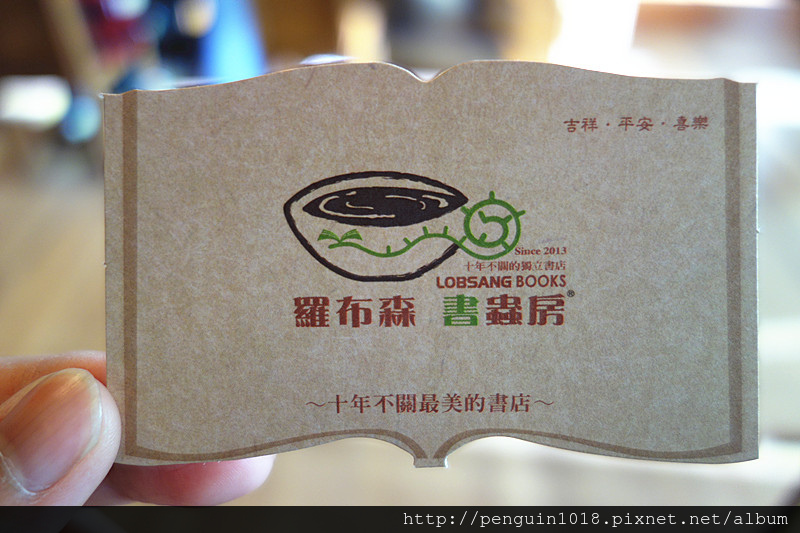 吉祥・平安・喜樂
Since 2013
十年不關的獨立書店
LOBSANG BOOKS
羅布森 書蟲房®
～十年不關最美的書店～
http://penguin1018.pixnet.net/album